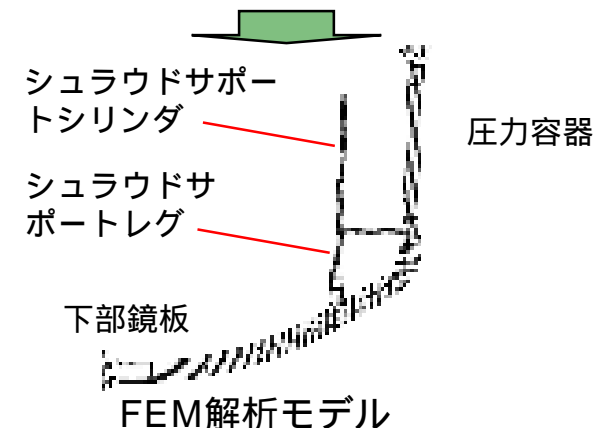 シュラウドサポー
トシリンダ
圧力容器
シュラウドサ
ポートレグ
下部鏡板
FEM解析モデル